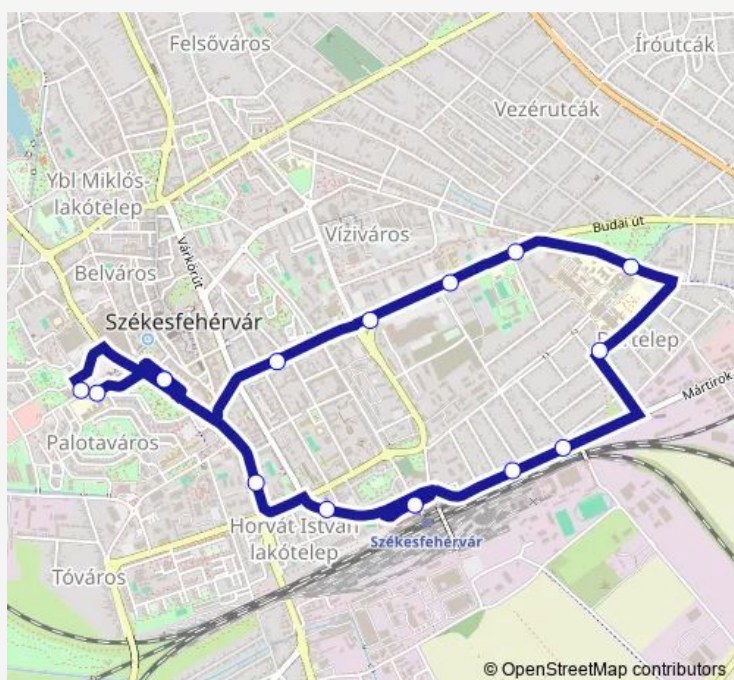 Felsőváros
Íróutcák
Vezérutcák
Ybl Miklós-
lakótelep
Várkörút
Víziváros
Budai út
Belváros
Székesfehérvár
Mártírok
Palotaváros
Horvát István
lakótelep
Székesfehérvár
Tóváros
© OpenStreetMap contributors